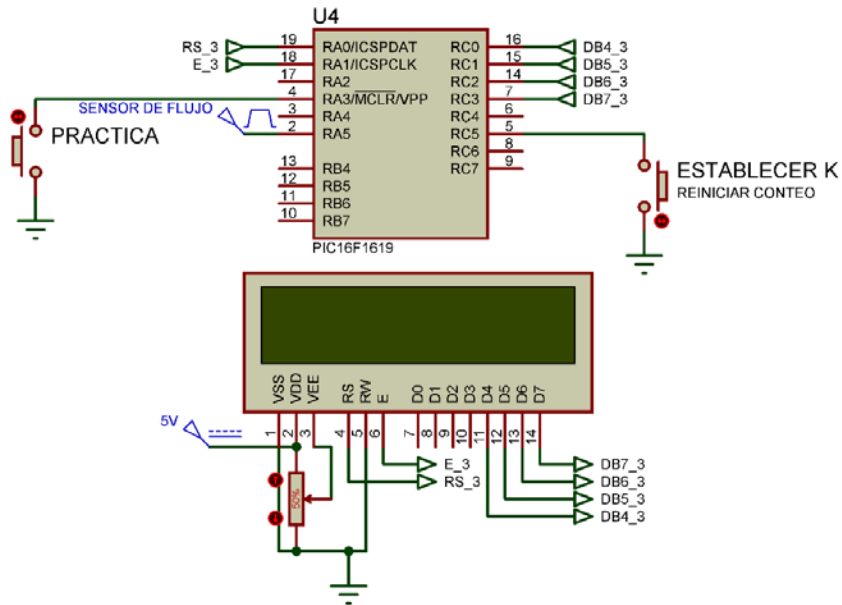 U4
RS_3 19 RA0/ICSPDAT RC0 16 DB4_3
E_3 18 RA1/ICSPCLK RC1 15 DB5_3
17 RA2 RC2 14 DB6_3
4 RA3/MCLR/VPP RC3 7 DB7_3
SENSOR DE FLUJO 3 RA4 RC4 6
2 RA5 RC5 5
RC6 8
13 RB4 RC7 9
12 RB5
11 RB6
10 RB7
PIC16F1619
PRACTICA
ESTABLECER K
REINICIAR CONTEO
VSS VDD VEE RS RW E D0 D1 D2 D3 D4 D5 D6 D7
1 2 3 4 5 6 7 8 9 10 11 12 13 14
5V
50%
E_3 DB7_3
RS_3 DB6_3
DB5_3
DB4_3